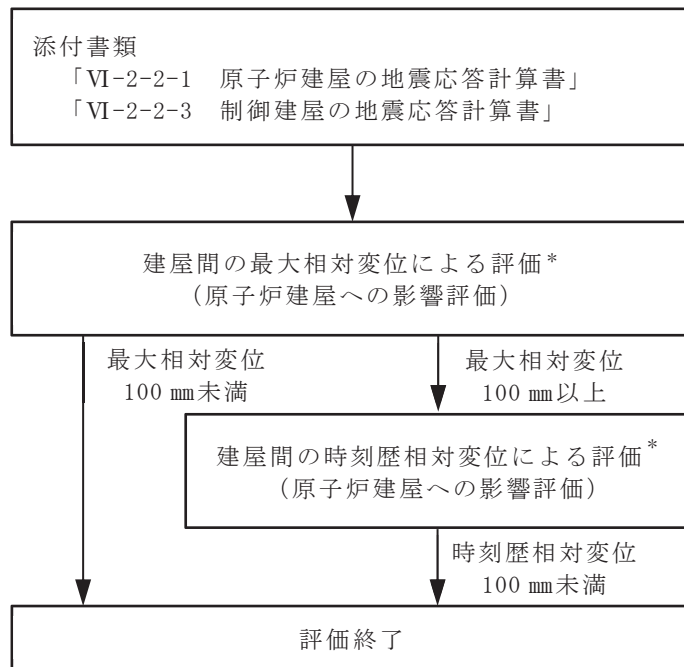 添付書類
「Ⅵ-2-2-1　原子炉建屋の地震応答計算書」
「Ⅵ-2-2-3　制御建屋の地震応答計算書」
建屋間の最大相対変位による評価*
(原子炉建屋への影響評価)
最大相対変位
100 ㎜未満
最大相対変位
100 ㎜以上
建屋間の時刻歴相対変位による評価*
(原子炉建屋への影響評価)
時刻歴相対変位
100 ㎜未満
評価終了